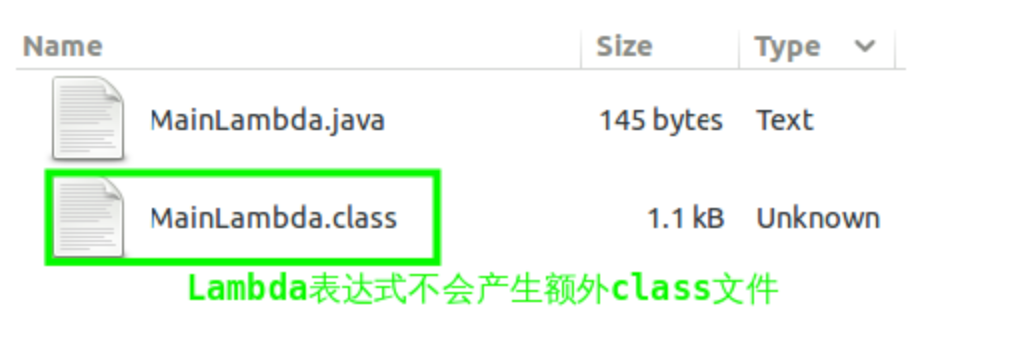 Name Size Type
MainLambda.java 145 bytes Text
MainLambda.class 1.1 kB Unknown
Lambda表达式不会产生额外class文件